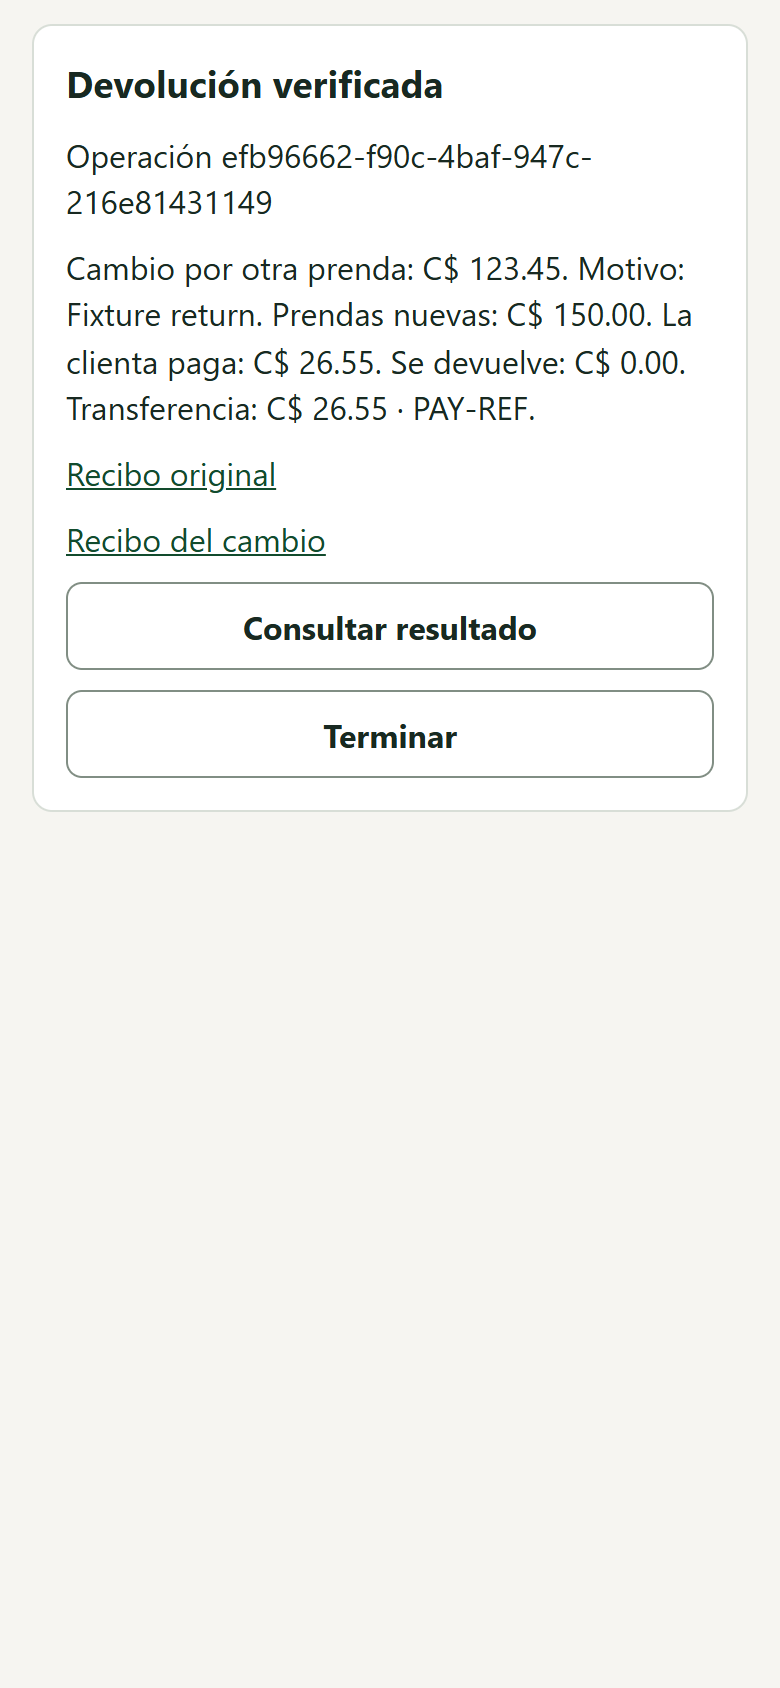 Devolución verificada
Operación efb96662-f90c-4baf-947c-
216e81431149
Cambio por otra prenda: C$ 123.45. Motivo:
Fixture return. Prendas nuevas: C$ 150.00. La
clienta paga: C$ 26.55. Se devuelve: C$ 0.00.
Transferencia: C$ 26.55 · PAY-REF.
Recibo original
Recibo del cambio
Consultar resultado
Terminar